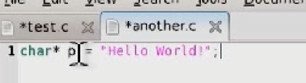 *test.c *another.c
1 char* p = "Hello World!";